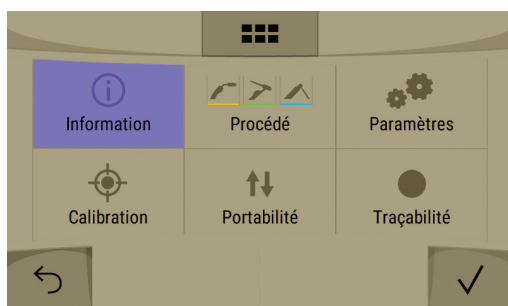 Information
Procédé
Paramètres
Calibration
Portabilité
Traçabilité